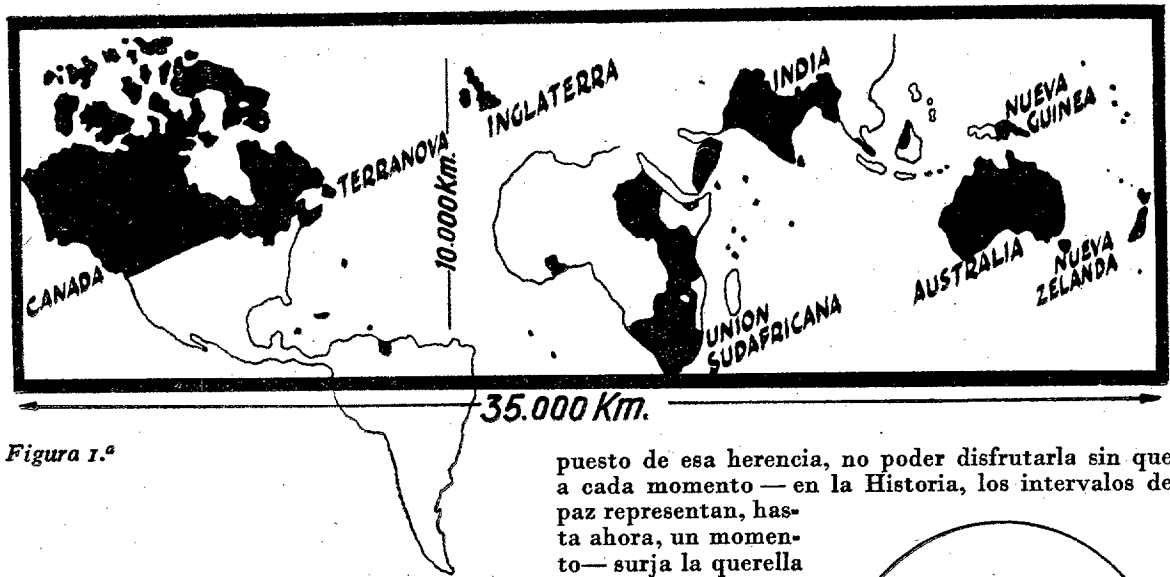 CANADA
TERRANOVA
10.000 Km.
INGLATERRA
INDIA
NUEVA
GUINEA
UNION
SUDAFRICANA
AUSTRALIA
NUEVA
ZELANDA
35.000 Km.
Figura 1.ª
puesto de esa herencia, no poder disfrutarla sin que
a cada momento — en la Historia, los intervalos de
paz representan, has-
ta ahora, un momen-
to— surja la querella